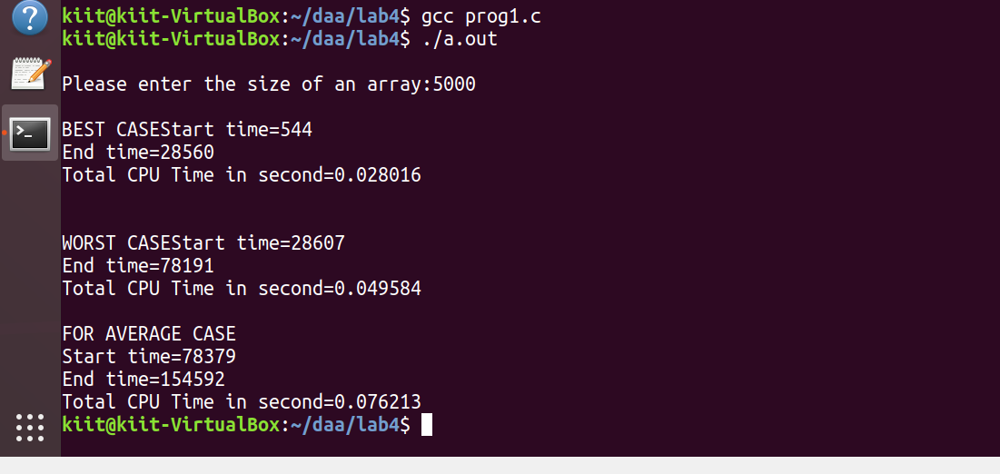 kiit@kiit-VirtualBox:~/daa/lab4$ gcc prog1.c
kiit@kiit-VirtualBox:~/daa/lab4$ ./a.out
Please enter the size of an array:5000
BEST CASEStart time=544
End time=28560
Total CPU Time in second=0.028016
WORST CASEStart time=28607
End time=78191
Total CPU Time in second=0.049584
FOR AVERAGE CASE
Start time=78379
End time=154592
Total CPU Time in second=0.076213
kiit@kiit-VirtualBox:~/daa/lab4$